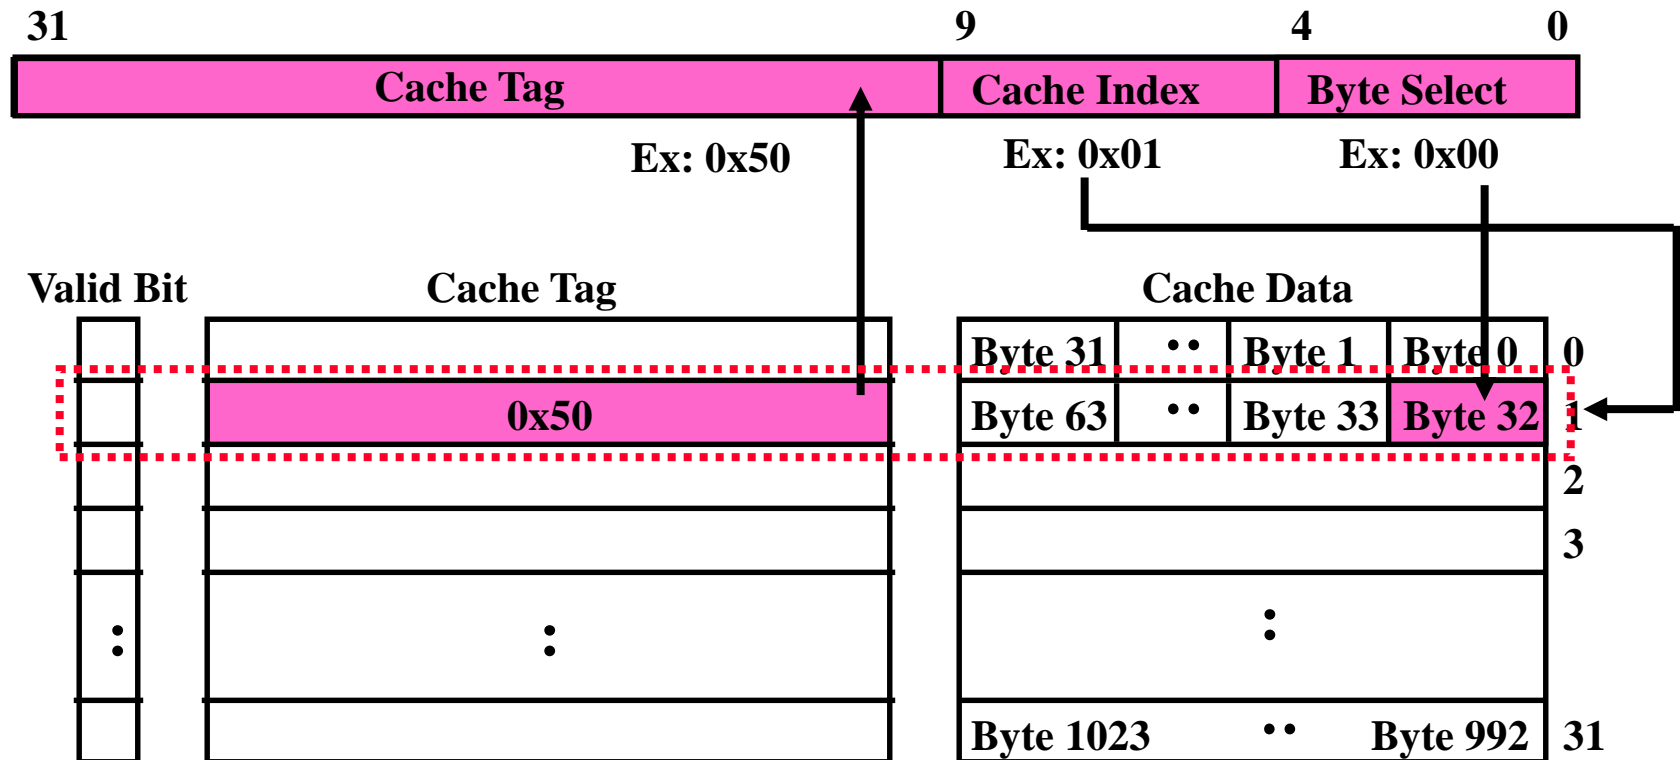 31 9 4 0
Cache Tag Cache Index Byte Select
Ex: 0x50 Ex: 0x01 Ex: 0x00
Valid Bit Cache Tag Cache Data
Byte 31 ·· Byte 1 Byte 0 0
0x50 Byte 63 ·· Byte 33 Byte 32 1
2
3
: : :
Byte 1023 ·· Byte 992 31